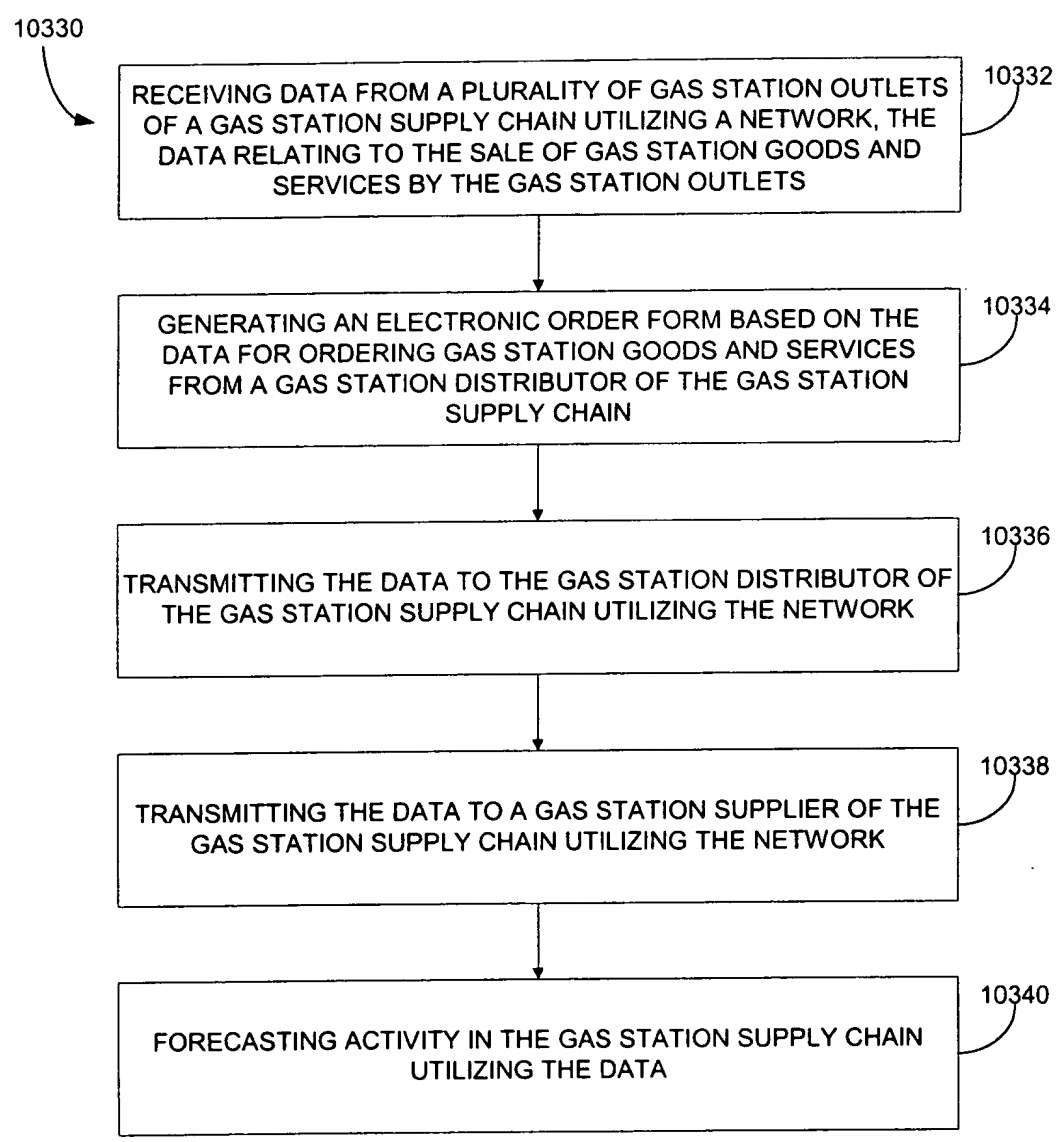 10330
10332
RECEIVING DATA FROM A PLURALITY OF GAS STATION OUTLETS
OF A GAS STATION SUPPLY CHAIN UTILIZING A NETWORK, THE
DATA RELATING TO THE SALE OF GAS STATION GOODS AND
SERVICES BY THE GAS STATION OUTLETS
10334
GENERATING AN ELECTRONIC ORDER FORM BASED ON THE
DATA FOR ORDERING GAS STATION GOODS AND SERVICES
FROM A GAS STATION DISTRIBUTOR OF THE GAS STATION
SUPPLY CHAIN
10336
TRANSMITTING THE DATA TO THE GAS STATION DISTRIBUTOR OF
THE GAS STATION SUPPLY CHAIN UTILIZING THE NETWORK
10338
TRANSMITTING THE DATA TO A GAS STATION SUPPLIER OF THE
GAS STATION SUPPLY CHAIN UTILIZING THE NETWORK
10340
FORECASTING ACTIVITY IN THE GAS STATION SUPPLY CHAIN
UTILIZING THE DATA